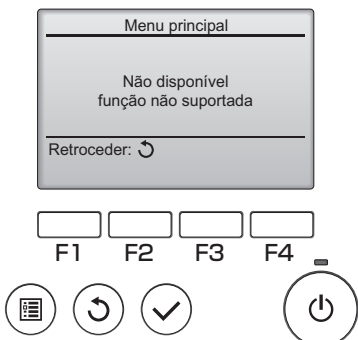 Menu principal
Não disponível
função não suportada
Retroceder:
F1 F2 F3 F4